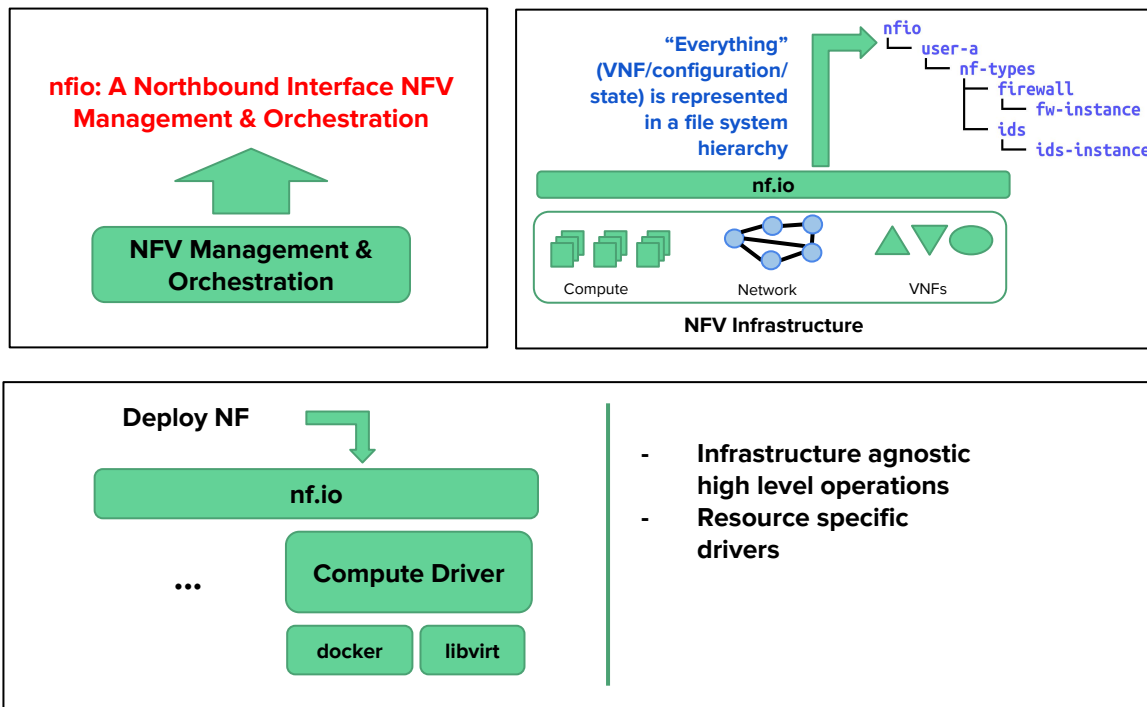 nfio: A Northbound Interface NFV
Management & Orchestration
NFV Management &
Orchestration
“Everything”
(VNF/configuration/
state) is represented
in a file system
hierarchy
nfio
user-a
nf-types
firewall
fw-instance
ids
ids-instance
nf.io
Compute
Network
VNFs
NFV Infrastructure
Deploy NF
nf.io
...
Compute Driver
docker
libvirt
- Infrastructure agnostic
high level operations
- Resource specific
drivers